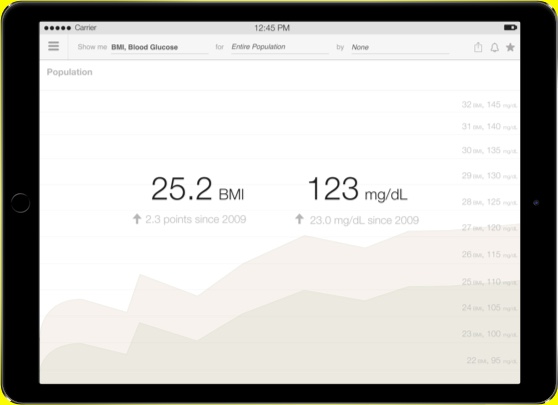 Carrier 12:45 PM
Show me BMI, Blood Glucose for Entire Population by None
Population
32 BMI, 145 mg/dL
31 BMI, 140 mg/dL
30 BMI, 135 mg/dL
29 BMI, 130 mg/dL
28 BMI, 125 mg/dL
27 BMI, 120 mg/dL
26 BMI, 115 mg/dL
25 BMI, 110 mg/dL
24 BMI, 105 mg/dL
23 BMI, 100 mg/dL
22 BMI, 95 mg/dL
25.2 BMI
2.3 points since 2009
123 mg/dL
23.0 mg/dL since 2009